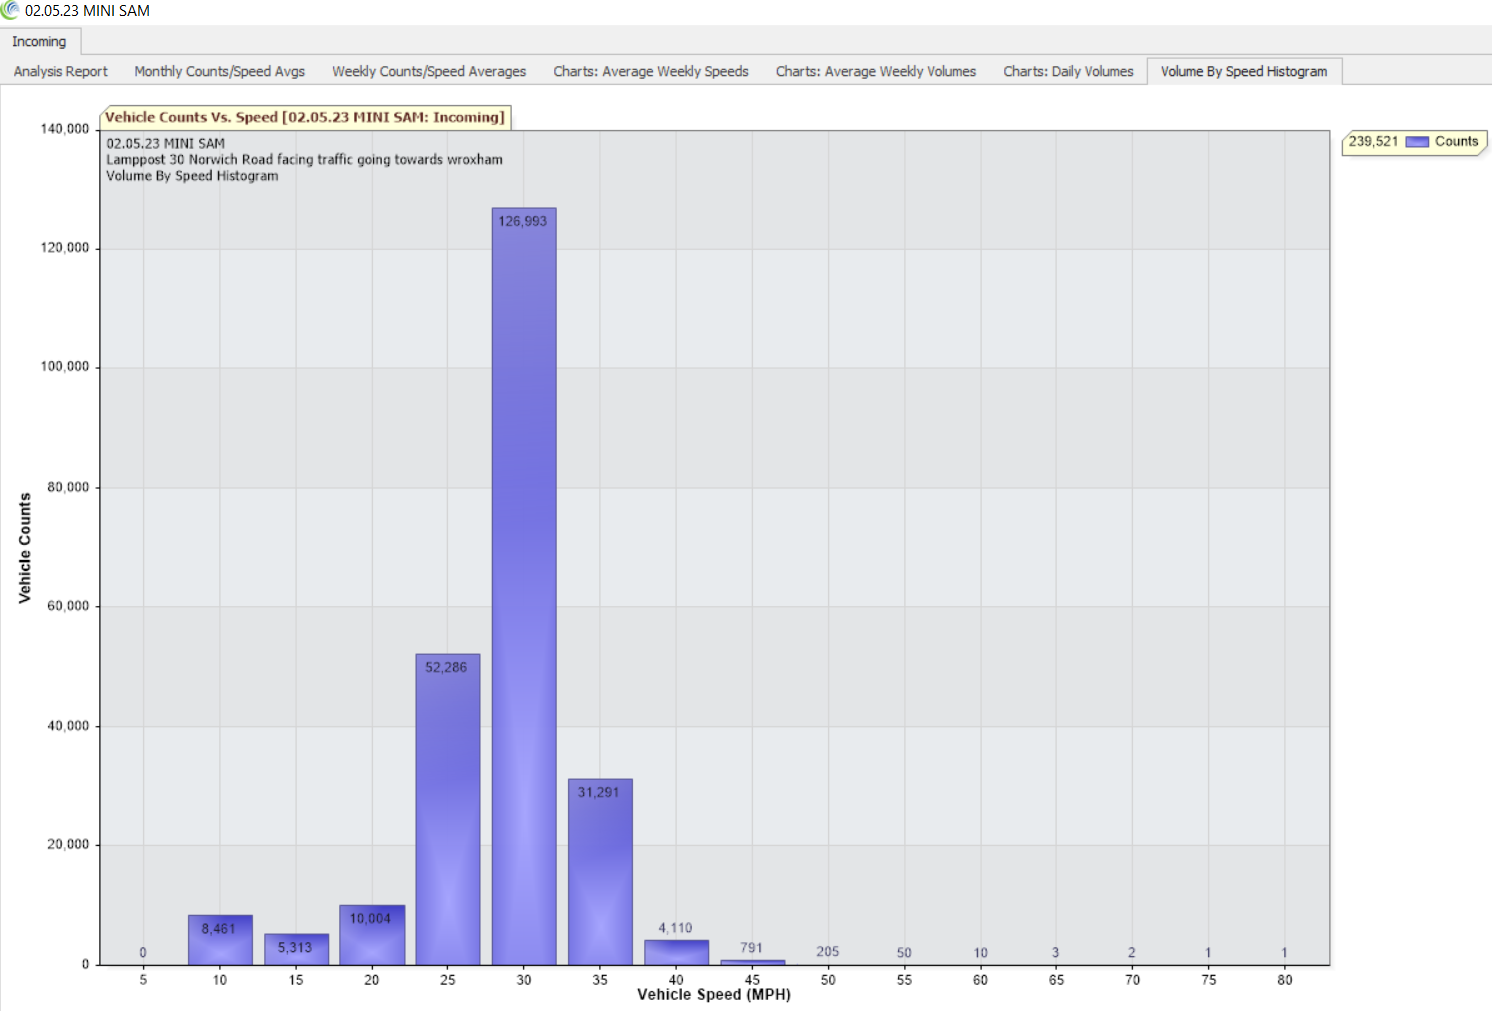 02.05.23 MINI SAM
Incoming
Analysis Report Monthly Counts/Speed Avgs Weekly Counts/Speed Averages Charts: Average Weekly Speeds Charts: Average Weekly Volumes Charts: Daily Volumes Volume By Speed Histogram
Vehicle Counts Vs. Speed [02.05.23 MINI SAM: Incoming]
02.05.23 MINI SAM
Lamppost 30 Norwich Road facing traffic going towards wroxham
Volume By Speed Histogram
239,521 Counts
140,000
120,000
100,000
80,000
60,000
40,000
20,000
0
Vehicle Counts
0 8,461 5,313 10,004 52,286 126,993 31,291 4,110 791 205 50 10 3 2 1 1
5 10 15 20 25 30 35 40 45 50 55 60 65 70 75 80
Vehicle Speed (MPH)